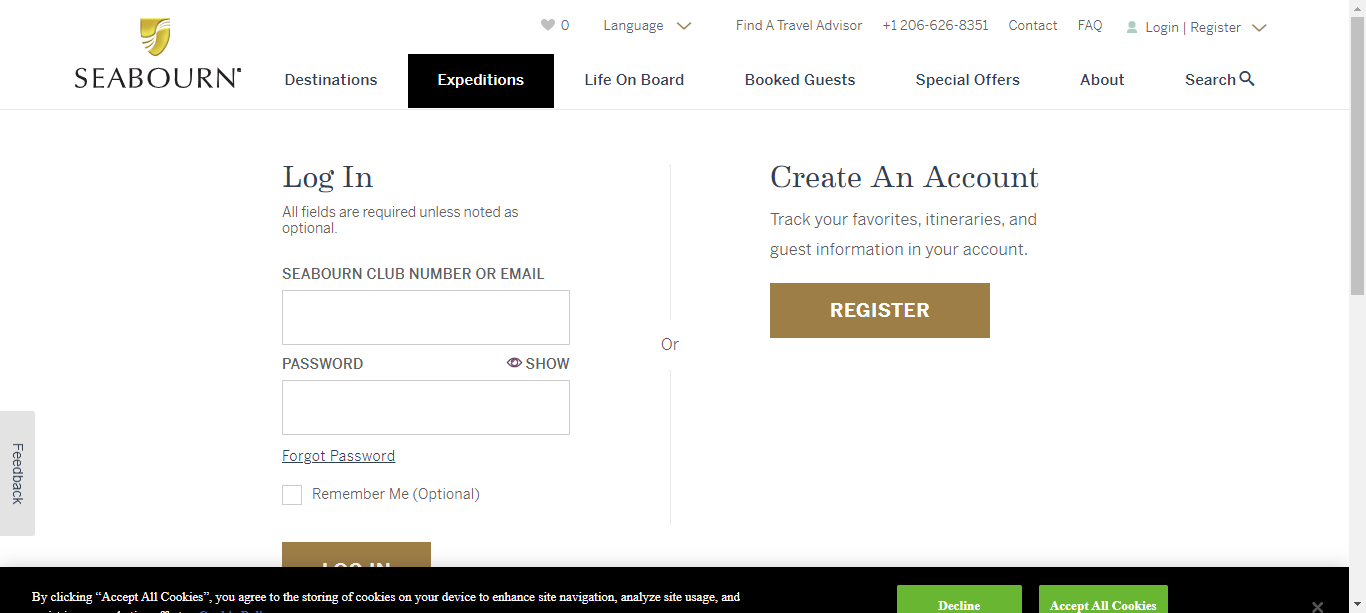 0
Language
Find A Travel Advisor
+1 206-626-8351
Contact
FAQ
Login | Register
SEABOURN
Destinations
Expeditions
Life On Board
Booked Guests
Special Offers
About
Search
Log In
All fields are required unless noted as
optional.
SEABOURN CLUB NUMBER OR EMAIL
PASSWORD
SHOW
Forgot Password
Remember Me (Optional)
LOG IN
Or
Create An Account
Track your favorites, itineraries, and
guest information in your account.
REGISTER
Feedback
By clicking “Accept All Cookies”, you agree to the storing of cookies on your device to enhance site navigation, analyze site usage, and
Decline
Accept All Cookies